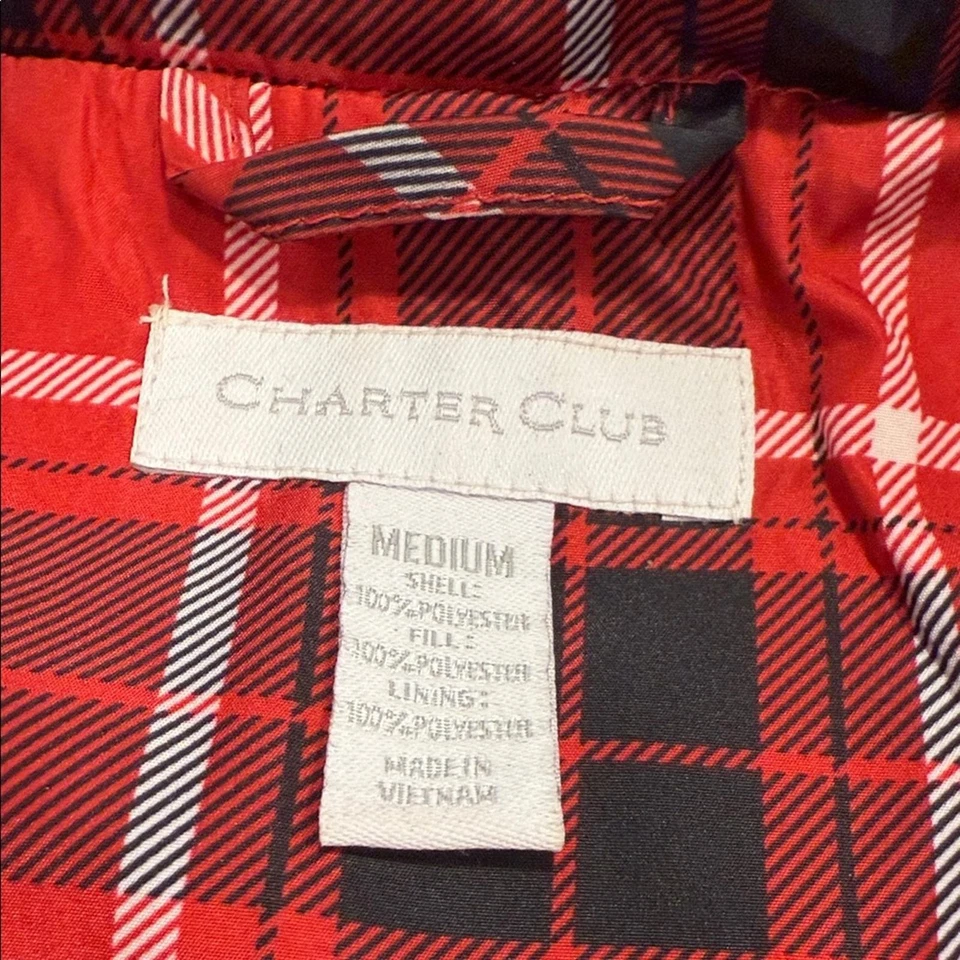 CHARTER CLUB
MEDIUM
SHELL:
100%POLYESTER
FILL:
100%POLYESTER
LINING:
100%POLYESTER
MADE IN
VIETNAM